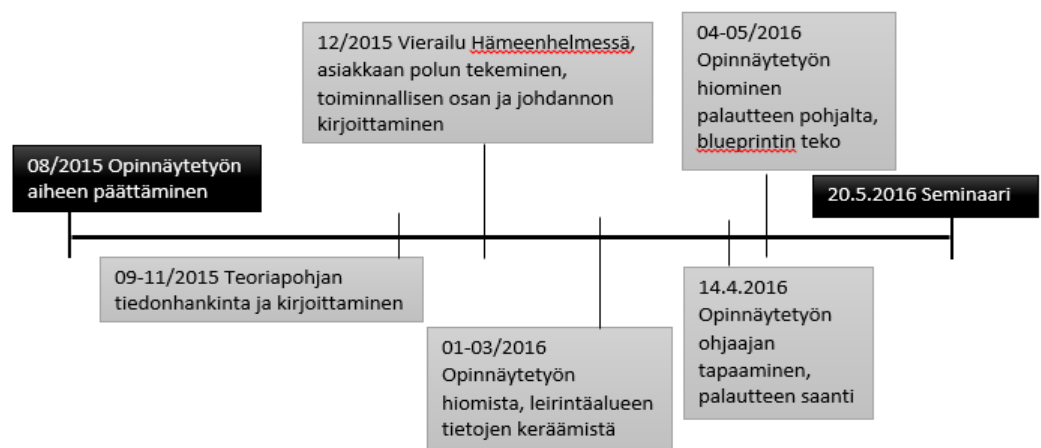 08/2015 Opinnäytetyön
aiheen päättäminen
09-11/2015 Teoriapohjan
tiedonhankinta ja kirjoittaminen
12/2015 Vierailu Hämeenhelmessä,
asiakkaan polun tekeminen,
toiminnallisen osan ja johdannon
kirjoittaminen
01-03/2016
Opinnäytetyön
hiomista, leirintäalueen
tietojen keräämistä
14.4.2016
Opinnäytetyön
ohjaajan
tapaaminen,
palautteen saanti
04-05/2016
Opinnäytetyön
hiominen
palautteen pohjalta,
blueprintin teko
20.5.2016 Seminaari